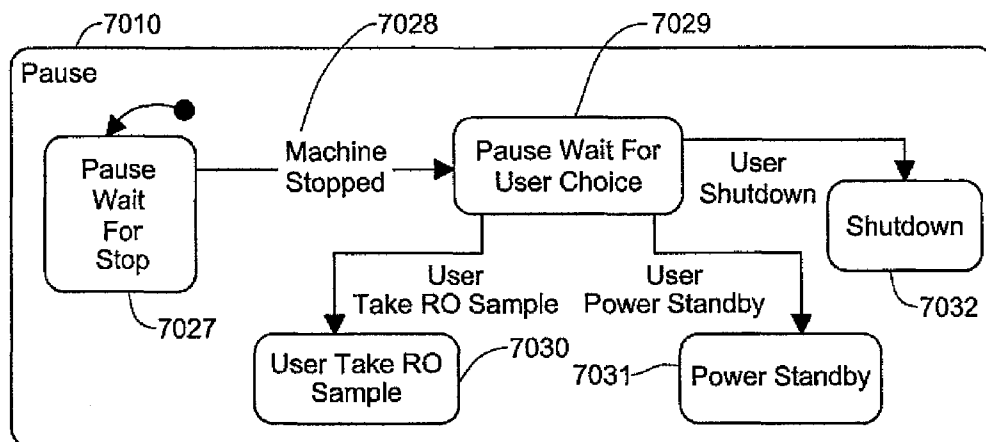 7010
7028
7029
Pause
Pause
Wait
For
Stop
Machine
Stopped
Pause Wait For
User Choice
User
Shutdown
Shutdown
7032
7027
User
Take RO Sample
User
Power Standby
User Take RO
Sample
7030
7031
Power Standby